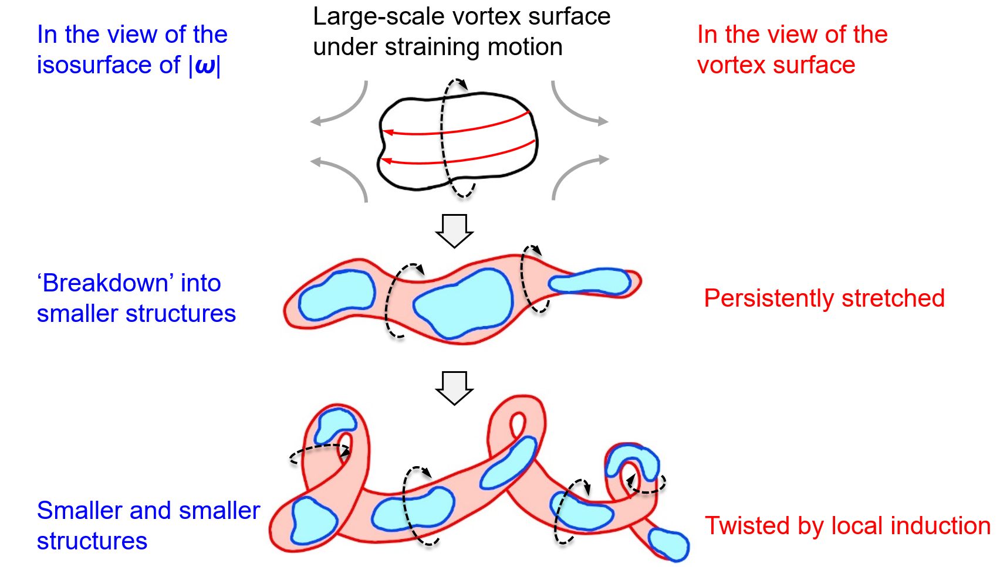 Large-scale vortex surface
under straining motion
In the view of the
isosurface of |ω|
In the view of the
vortex surface
‘Breakdown’ into
smaller structures
Persistently stretched
Smaller and smaller
structures
Twisted by local induction